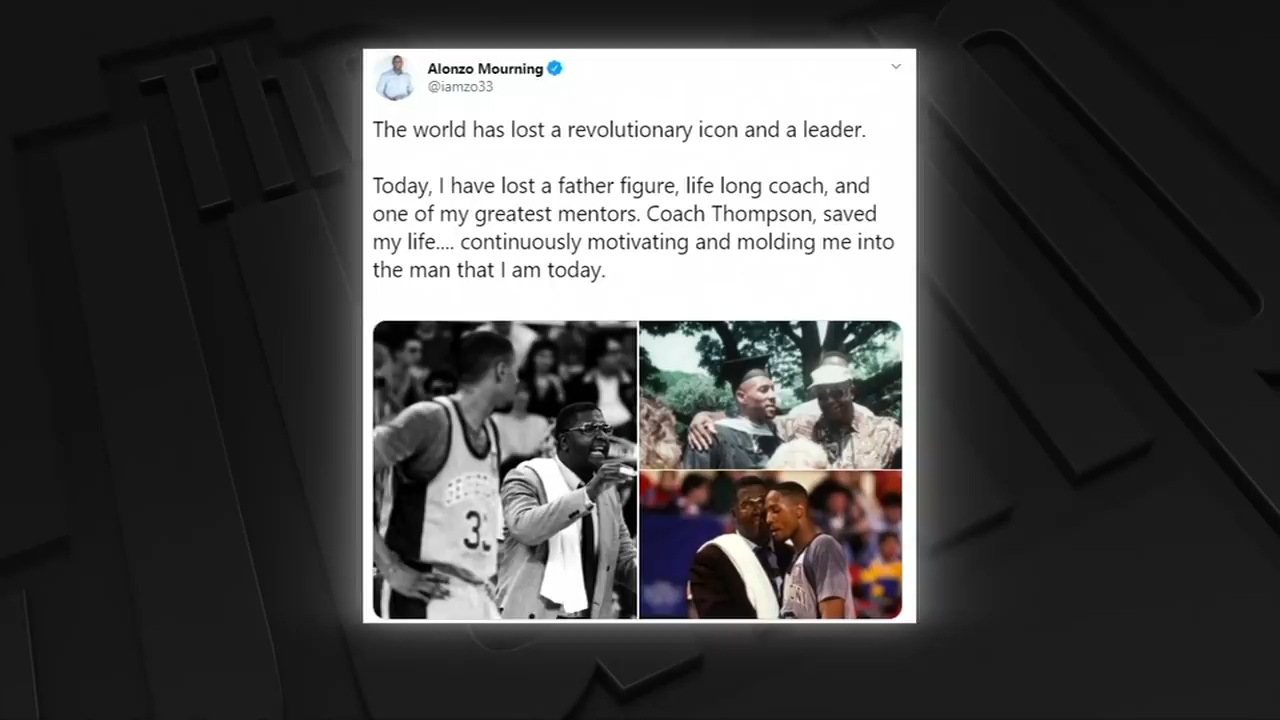 Alonzo Mourning
@iamzo33
The world has lost a revolutionary icon and a leader.
Today, I have lost a father figure, life long coach, and
one of my greatest mentors. Coach Thompson, saved
my life.... continuously motivating and molding me into
the man that I am today.